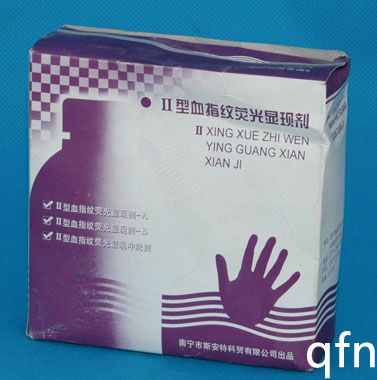 II型血指纹荧光显现剂
II XING XUE ZHI WEN
YING GUANG XIAN
XIAN JI
II型血指纹荧光显现剂-A
II型血指纹荧光显现剂-B
II型血指纹荧光显现冲洗剂
南宁市斯安特科贸有限公司出品
qfn